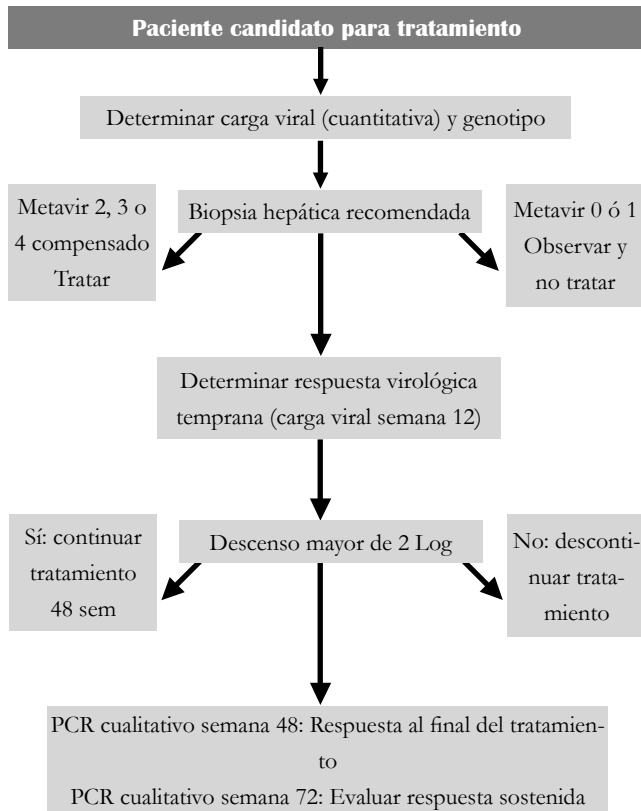 Paciente candidato para tratamiento
Determinar carga viral (cuantitativa) y genotipo
Metavir 2, 3 o
4 compensado
Tratar
Biopsia hepática recomendada
Metavir 0 ó 1
Observar y
no tratar
Determinar respuesta virológica
temprana (carga viral semana 12)
Sí: continuar
tratamiento
48 sem
Descenso mayor de 2 Log
No: desconti-
nuar trata-
miento
PCR cualitativo semana 48: Respuesta al final del tratamien-
to
PCR cualitativo semana 72: Evaluar respuesta sostenida